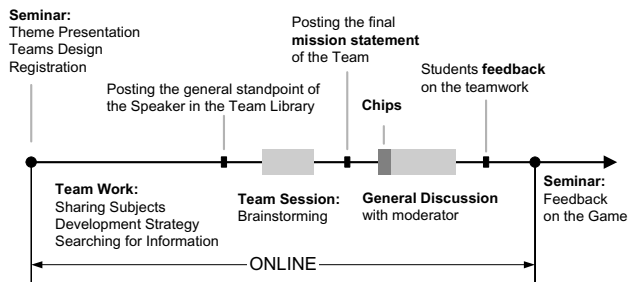 Seminar:
Theme Presentation
Teams Design
Registration
Posting the general standpoint of
the Speaker in the Team Library
Posting the final
mission statement
of the Team
Chips
Students feedback
on the teamwork
Team Work:
Sharing Subjects
Development Strategy
Searching for Information
Team Session:
Brainstorming
General Discussion
with moderator
Seminar:
Feedback
on the Game
ONLINE